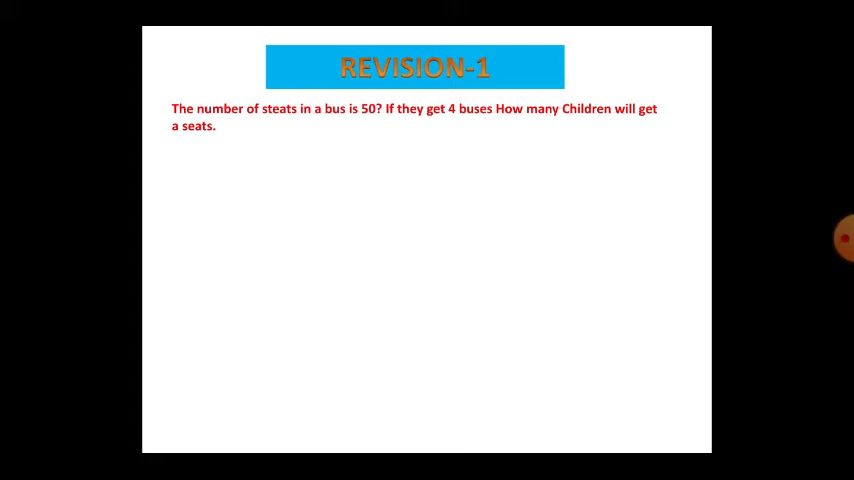 REVISION-1
The number of steats in a bus is 50? If they get 4 buses How many Children will get
a seats.